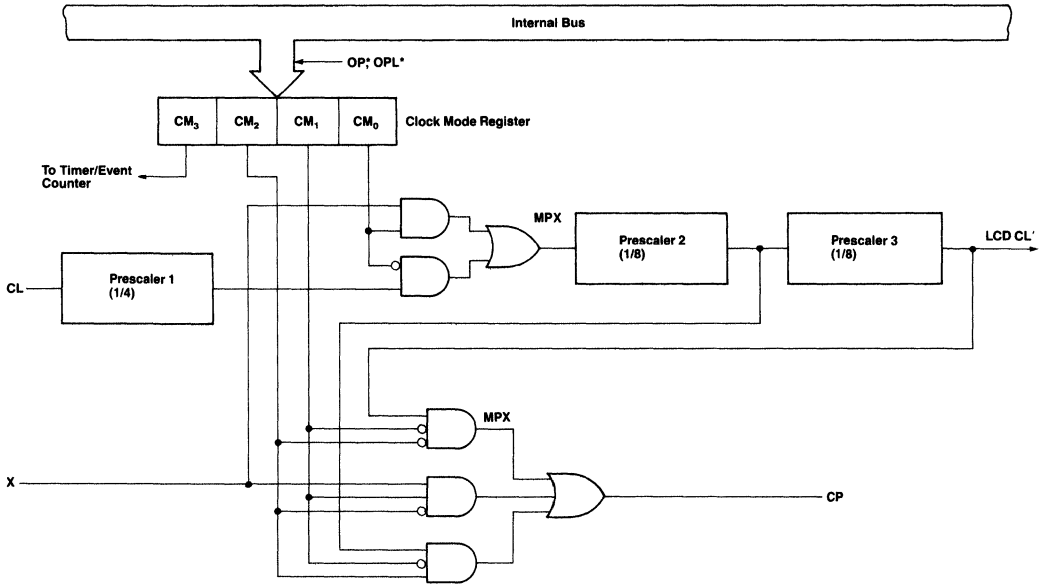 Internal Bus
OP*, OPL*
CM3 CM2 CM1 CM0 Clock Mode Register
To Timer/Event
Counter
MPX
Prescaler 2
(1/8)
Prescaler 3
(1/8)
LCD CL'
Prescaler 1
(1/4)
CL
MPX
X
CP